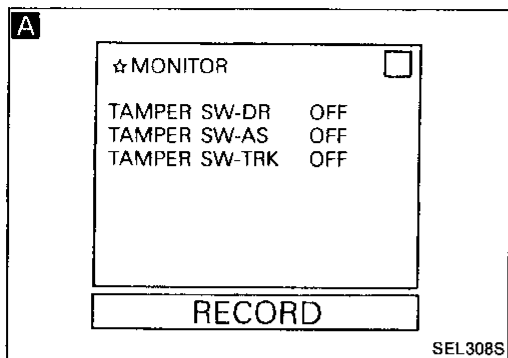 A
☆MONITOR
TAMPER SW-DR OFF
TAMPER SW-AS OFF
TAMPER SW-TRK OFF
RECORD
SEL308S